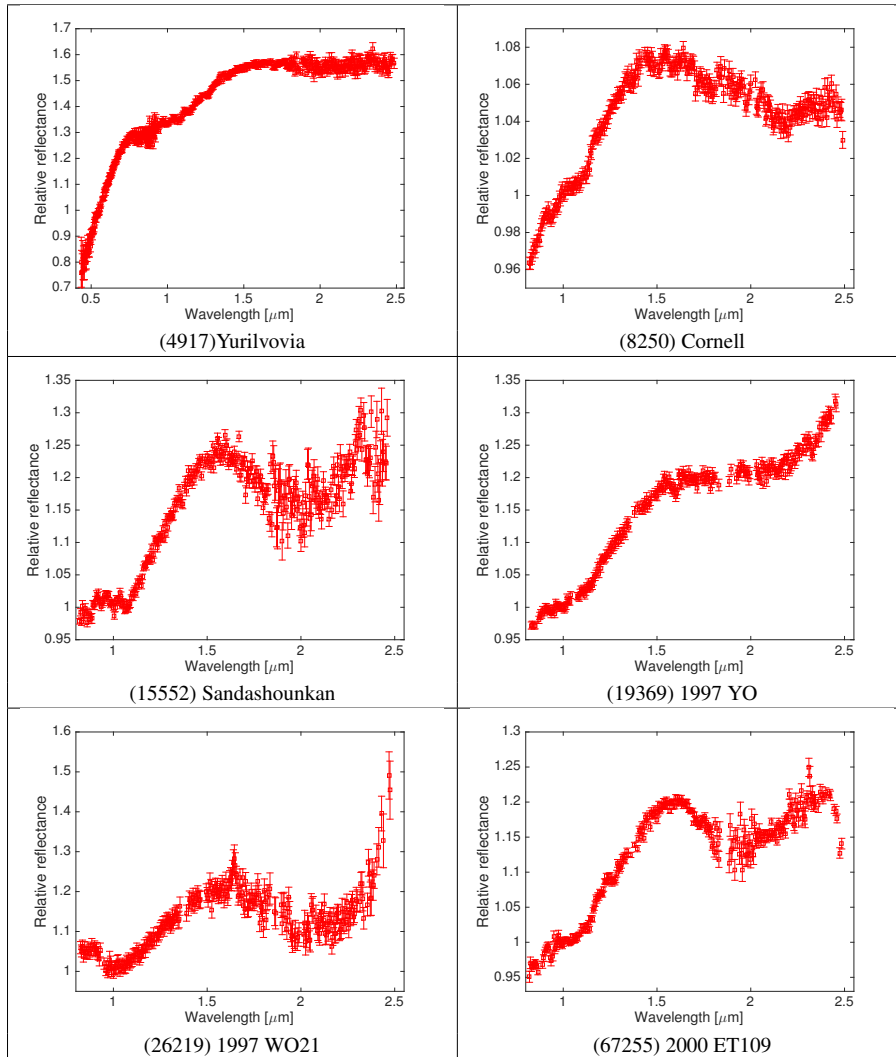 1.7
1.6
1.5
1.4
1.3
1.2
1.1
1
0.9
0.8
0.7
Relative reflectance
0.5 1 1.5 2 2.5
Wavelength [μm]
(4917)Yurilvovia
1.08
1.06
1.04
1.02
1
0.98
0.96
Relative reflectance
1 1.5 2 2.5
Wavelength [μm]
(8250) Cornell
1.35
1.3
1.25
1.2
1.15
1.1
1.05
1
0.95
Relative reflectance
1 1.5 2 2.5
Wavelength [μm]
(15552) Sandashounkan
1.35
1.3
1.25
1.2
1.15
1.1
1.05
1
0.95
Relative reflectance
1 1.5 2 2.5
Wavelength [μm]
(19369) 1997 YO
1.6
1.5
1.4
1.3
1.2
1.1
1
Relative reflectance
1 1.5 2 2.5
Wavelength [μm]
(26219) 1997 WO21
1.3
1.25
1.2
1.15
1.1
1.05
1
0.95
Relative reflectance
1 1.5 2 2.5
Wavelength [μm]
(67255) 2000 ET109